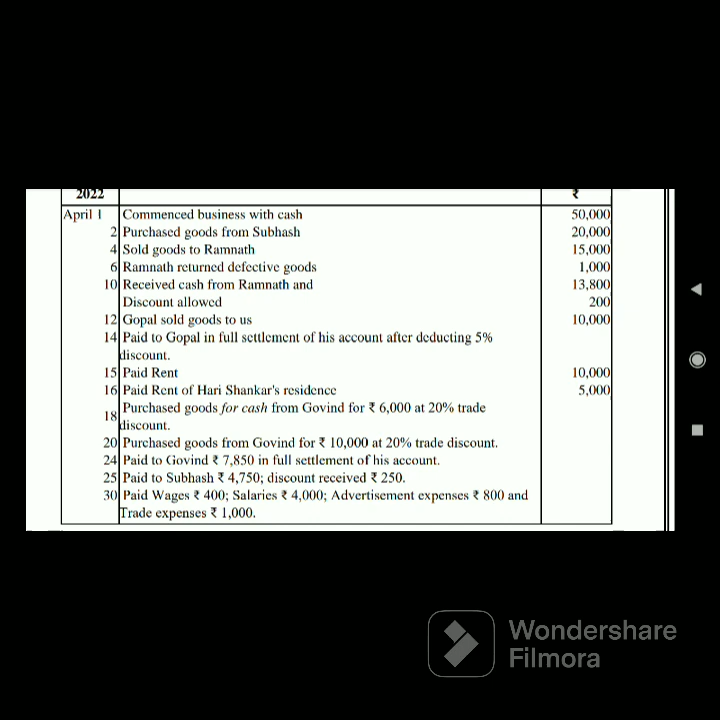 2022 ₹
April 1 Commenced business with cash 50,000
2 Purchased goods from Subhash 20,000
4 Sold goods to Ramnath 15,000
6 Ramnath returned defective goods 1,000
10 Received cash from Ramnath and 13,800
Discount allowed 200
12 Gopal sold goods to us 10,000
14 Paid to Gopal in full settlement of his account after deducting 5%
discount.
15 Paid Rent 10,000
16 Paid Rent of Hari Shankar's residence 5,000
18 Purchased goods for cash from Govind for ₹ 6,000 at 20% trade
discount.
20 Purchased goods from Govind for ₹ 10,000 at 20% trade discount.
24 Paid to Govind ₹ 7,850 in full settlement of his account.
25 Paid to Subhash ₹ 4,750; discount received ₹ 250.
30 Paid Wages ₹ 400; Salaries ₹ 4,000; Advertisement expenses ₹ 800 and
Trade expenses ₹ 1,000.
Wondershare
Filmora